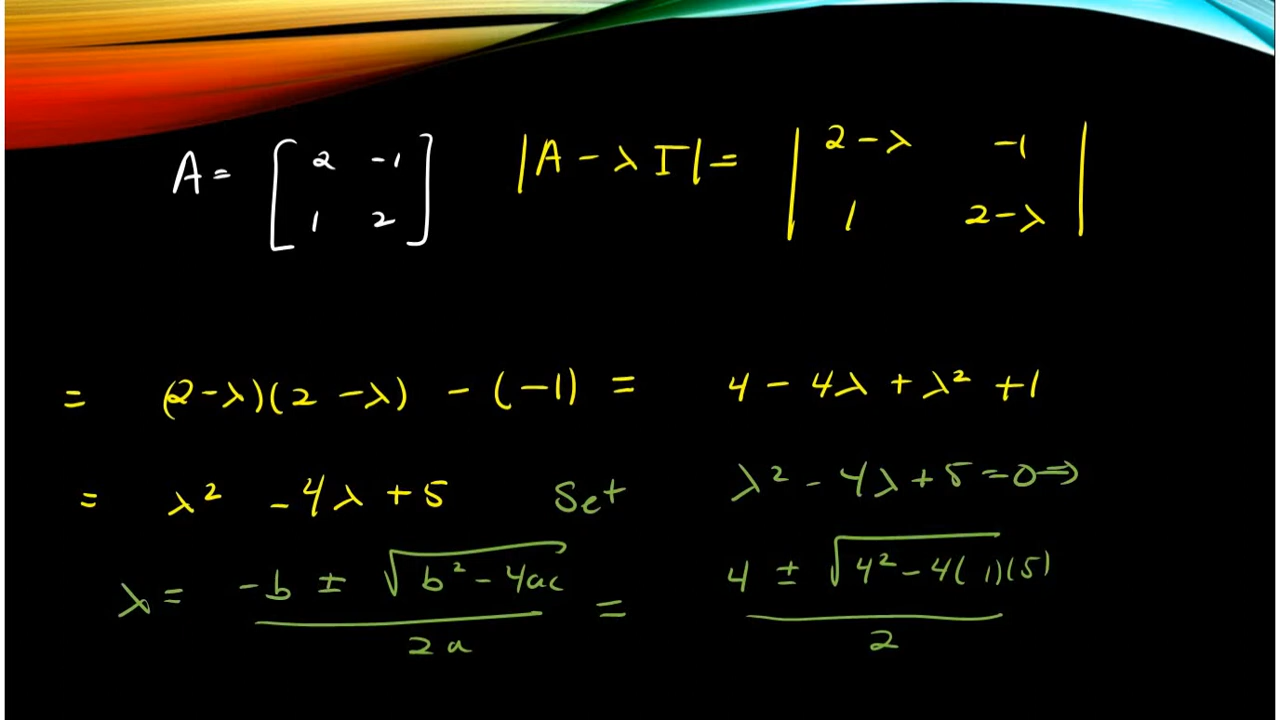 A = [ 2 -1 ; 1 2 ] |A - λI| = | 2-λ -1 ; 1 2-λ |
= (2-λ)(2-λ) - (-1) = 4 - 4λ + λ² + 1
= λ² - 4λ + 5 Set λ² - 4λ + 5 = 0 ⇒
λ = (-b ± √(b² - 4ac)) / 2a = (4 ± √(4² - 4(1)(5))) / 2